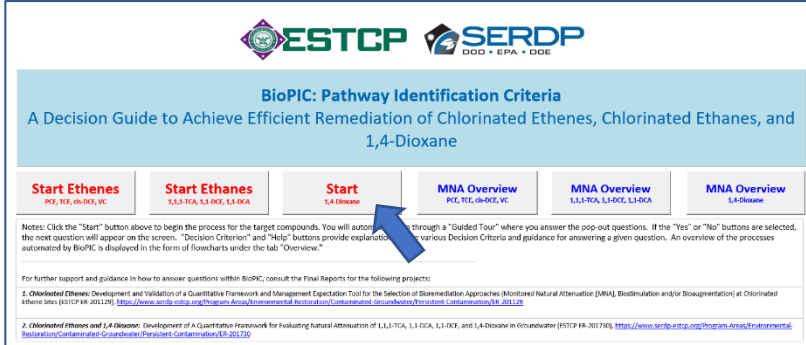 ESTCP SERDP
DOD • EPA • DOE
BioPIC: Pathway Identification Criteria
A Decision Guide to Achieve Efficient Remediation of Chlorinated Ethenes, Chlorinated Ethanes, and
1,4-Dioxane
Start Ethenes Start Ethanes Start MNA Overview MNA Overview MNA Overview
PCE, TCE, cis-DCE, VC 1,1,1-TCA, 1,1-DCE, 1,1-DCA 1,4-Dioxane PCE, TCE, cis-DCE, VC 1,1,1-TCA, 1,1-DCE, 1,1-DCA 1,4-Dioxane
Notes: Click the "Start" button above to begin the process for the target compounds. You will through a "Guided Tour" where you answer the pop-out questions. If the "Yes" or "No" buttons are selected,
the next question will appear on the screen. "Decision Criterion" and "Help" buttons provide various Decision Criteria and guidance for answering a given question. An overview of the processes
automated by BioPIC is displayed in the form of flowcharts under the tab "Overview."
For further support and guidance in how to answer questions within BioPIC, consult the Final Reports for the following projects:
1. Chlorinated Ethenes: Development and Validation of a Quantitative Framework and Management Expectation Tool for the Selection of Bioremediation Approaches (Monitored Natural Attenuation [MNA], Biostimulation and/or Bioaugmentation) at Chlorinated
Ethene Sites (ESTCP ER-201129), https://www.serdp-estcp.org/Program-Areas/Environmental-Restoration/Contaminated-Groundwater/Persistent-Contamination/ER-201129
2. Chlorinated Ethanes and 1,4-Dioxane: Development of A Quantitative Framework for Evaluating Natural Attenuation of 1,1,1-TCA, 1,1-DCA, 1,1-DCE, and 1,4-Dioxane in Groundwater (ESTCP ER-201730), https://www.serdp-estcp.org/Program-Areas/Environmental-
Restoration/Contaminated-Groundwater/Persistent-Contamination/ER-201730